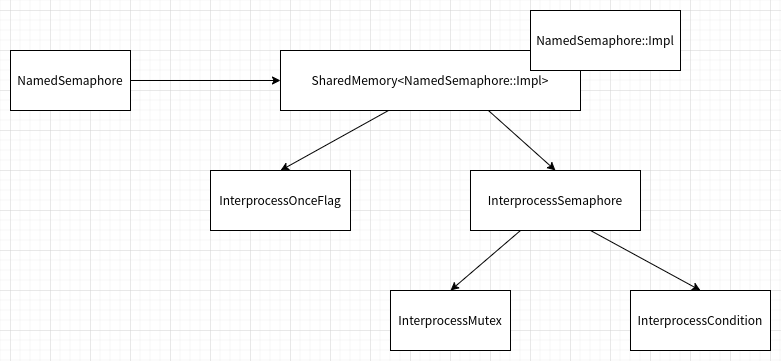 NamedSemaphore::Impl
NamedSemaphore
SharedMemory<NamedSemaphore::Impl>
InterprocessOnceFlag
InterprocessSemaphore
InterprocessMutex
InterprocessCondition